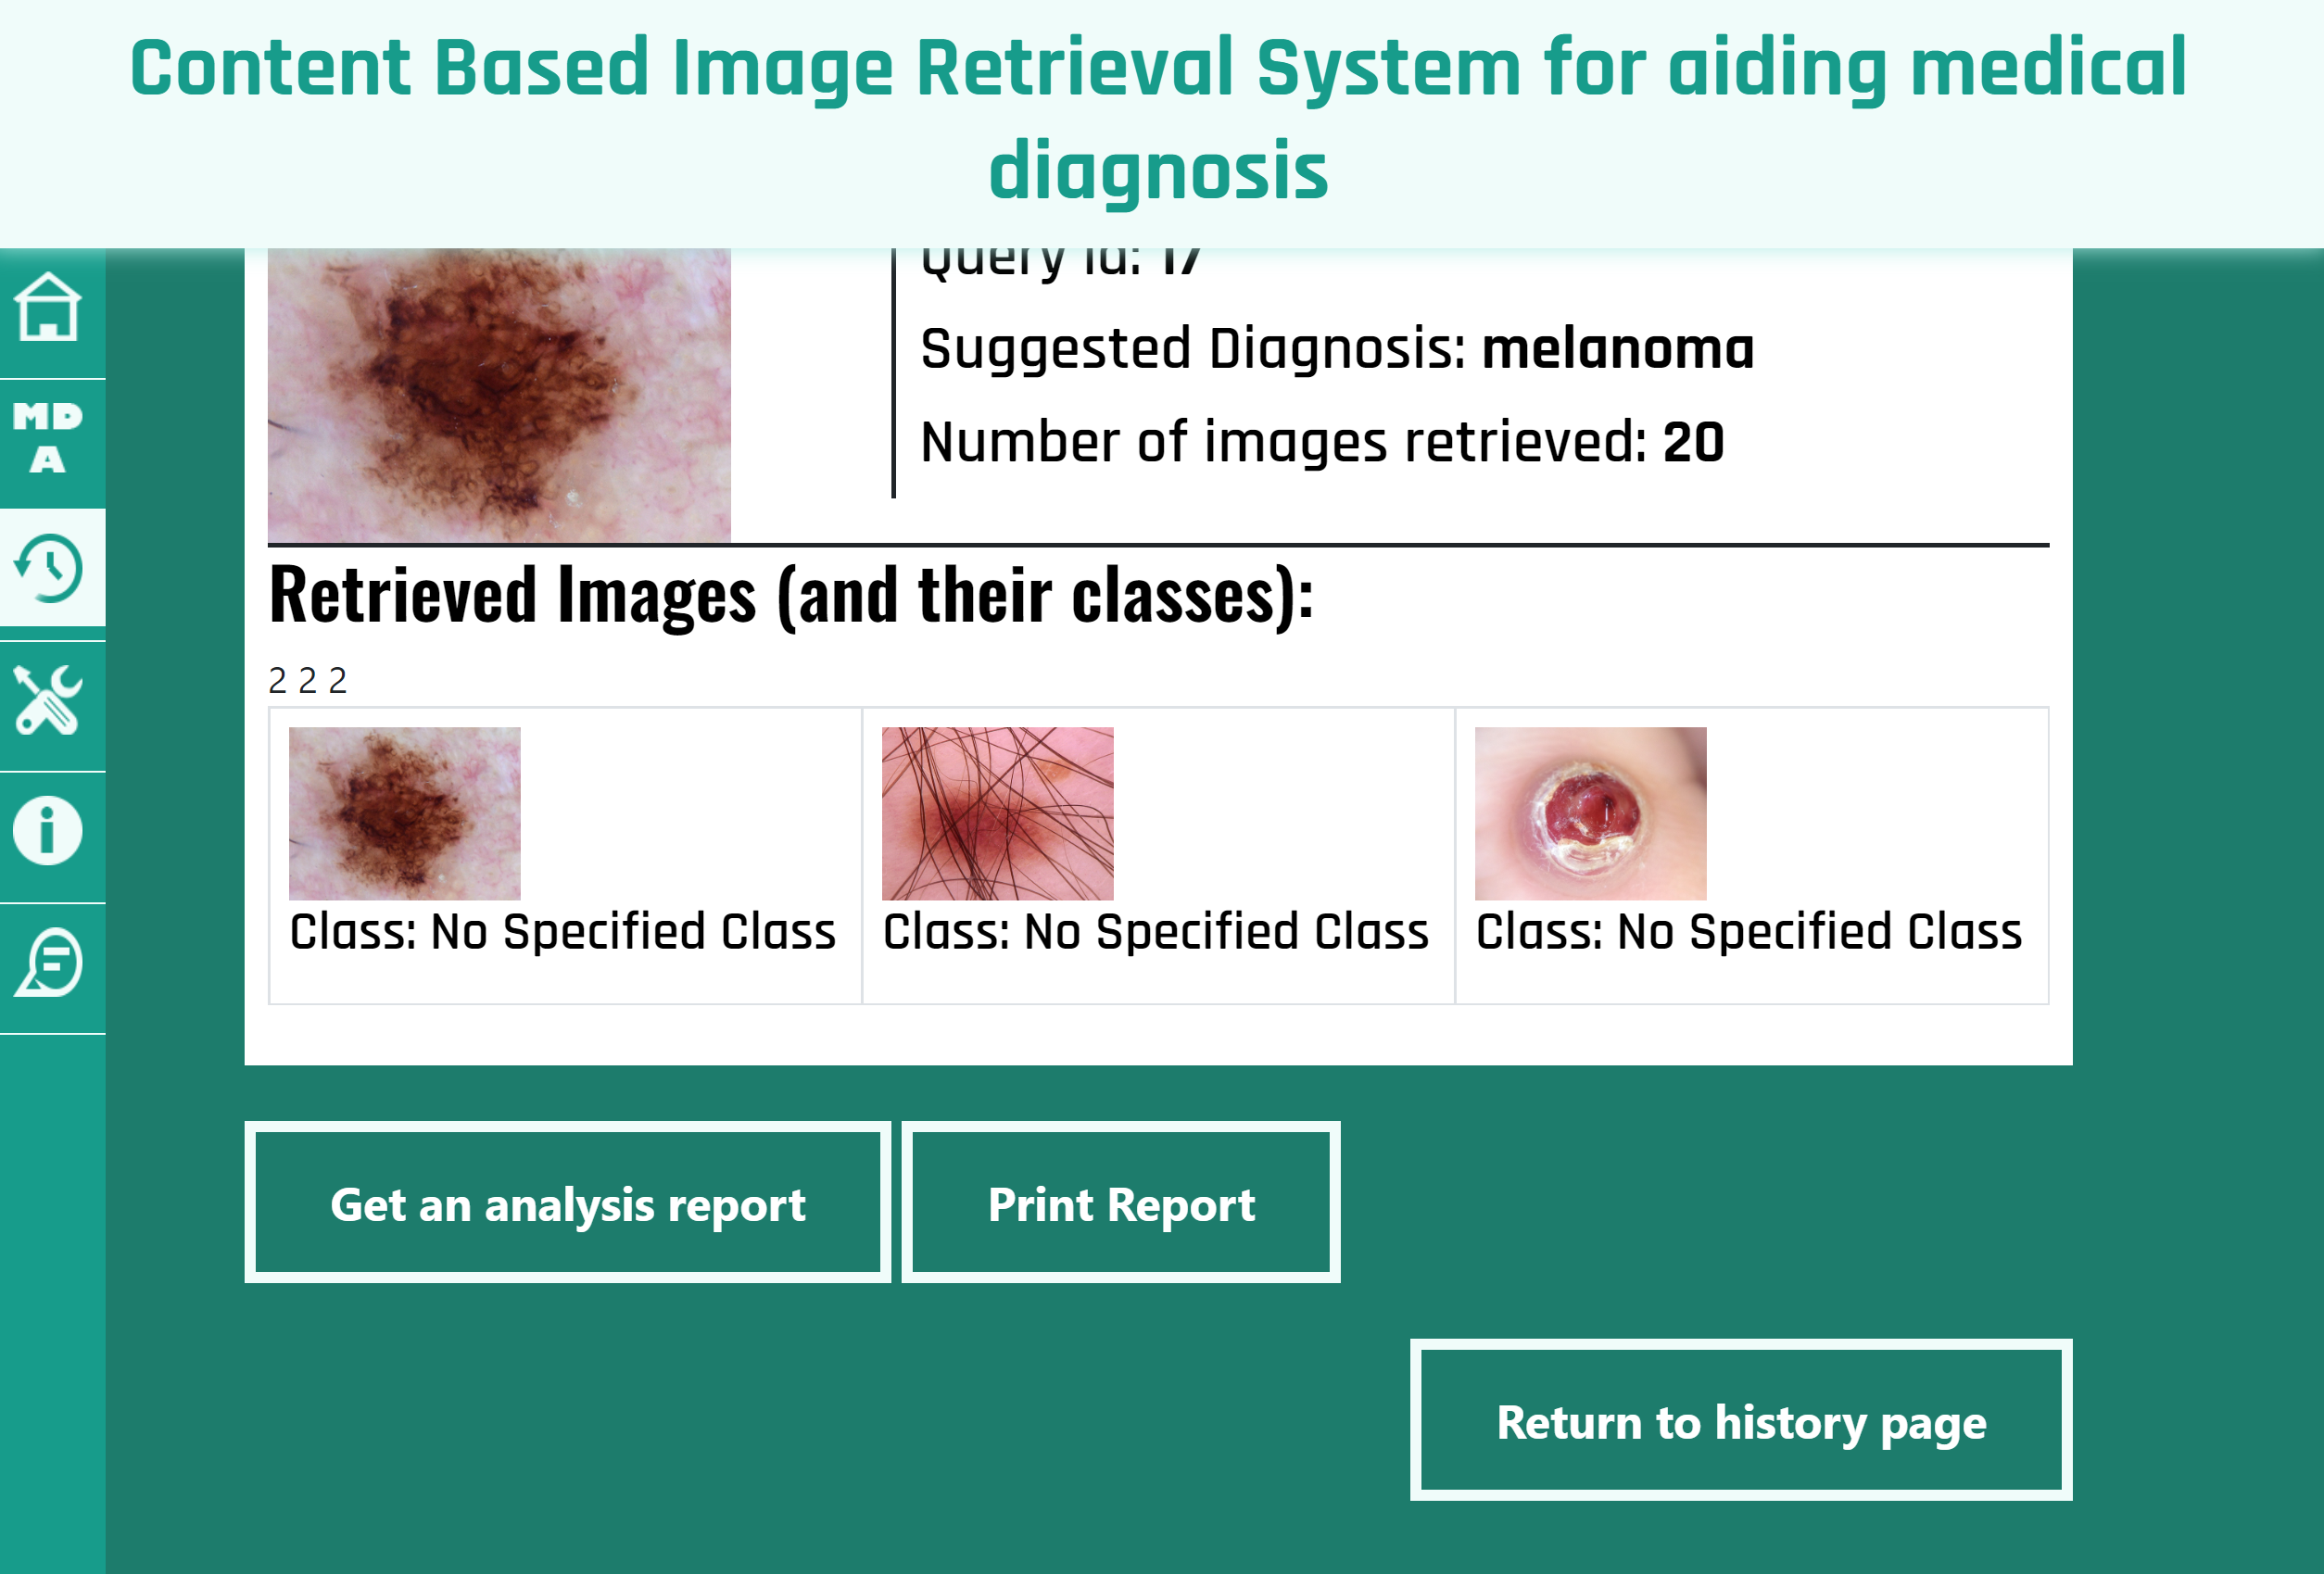 Content Based Image Retrieval System for aiding medical
diagnosis
Query id: 17
MD
A
Suggested Diagnosis: melanoma
Number of images retrieved: 20
Retrieved Images (and their classes):
2 2 2
Class: No Specified Class
Class: No Specified Class
Class: No Specified Class
Get an analysis report
Print Report
Return to history page